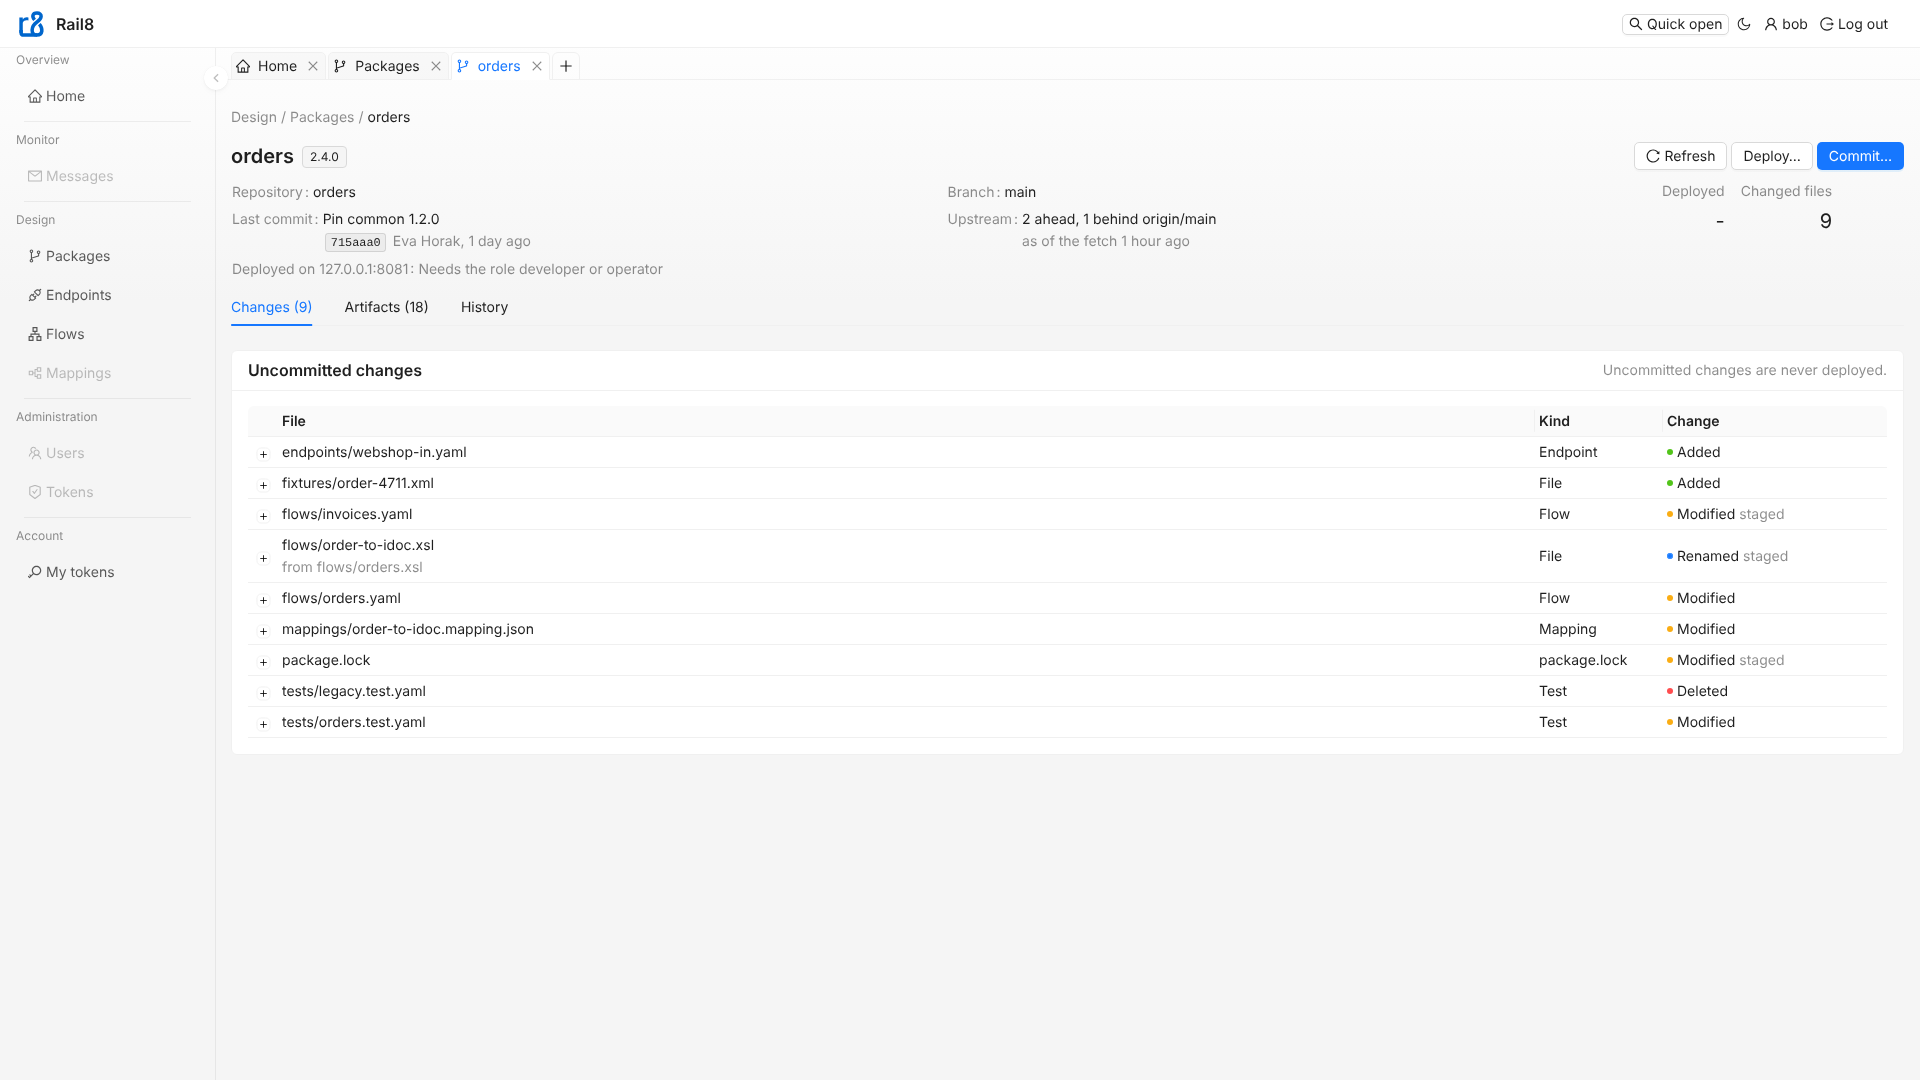 Rail8
Quick open
bob
Log out
Overview
Home
Monitor
Messages
Design
Packages
Endpoints
Flows
Mappings
Administration
Users
Tokens
Account
My tokens
Home
Packages
orders
Design / Packages / orders
orders 2.4.0
Refresh
Deploy...
Commit...
Repository: orders
Branch: main
Deployed
-
Changed files
9
Last commit: Pin common 1.2.0
715aaa0 Eva Horak, 1 day ago
Upstream: 2 ahead, 1 behind origin/main
as of the fetch 1 hour ago
Deployed on 127.0.0.1:8081: Needs the role developer or operator
Changes (9)
Artifacts (18)
History
Uncommitted changes
Uncommitted changes are never deployed.
File Kind Change
+ endpoints/webshop-in.yaml Endpoint Added
+ fixtures/order-4711.xml File Added
+ flows/invoices.yaml Flow Modified staged
+ flows/order-to-idoc.xsl File Renamed staged
from flows/orders.xsl
+ flows/orders.yaml Flow Modified
+ mappings/order-to-idoc.mapping.json Mapping Modified
+ package.lock package.lock Modified staged
+ tests/legacy.test.yaml Test Deleted
+ tests/orders.test.yaml Test Modified